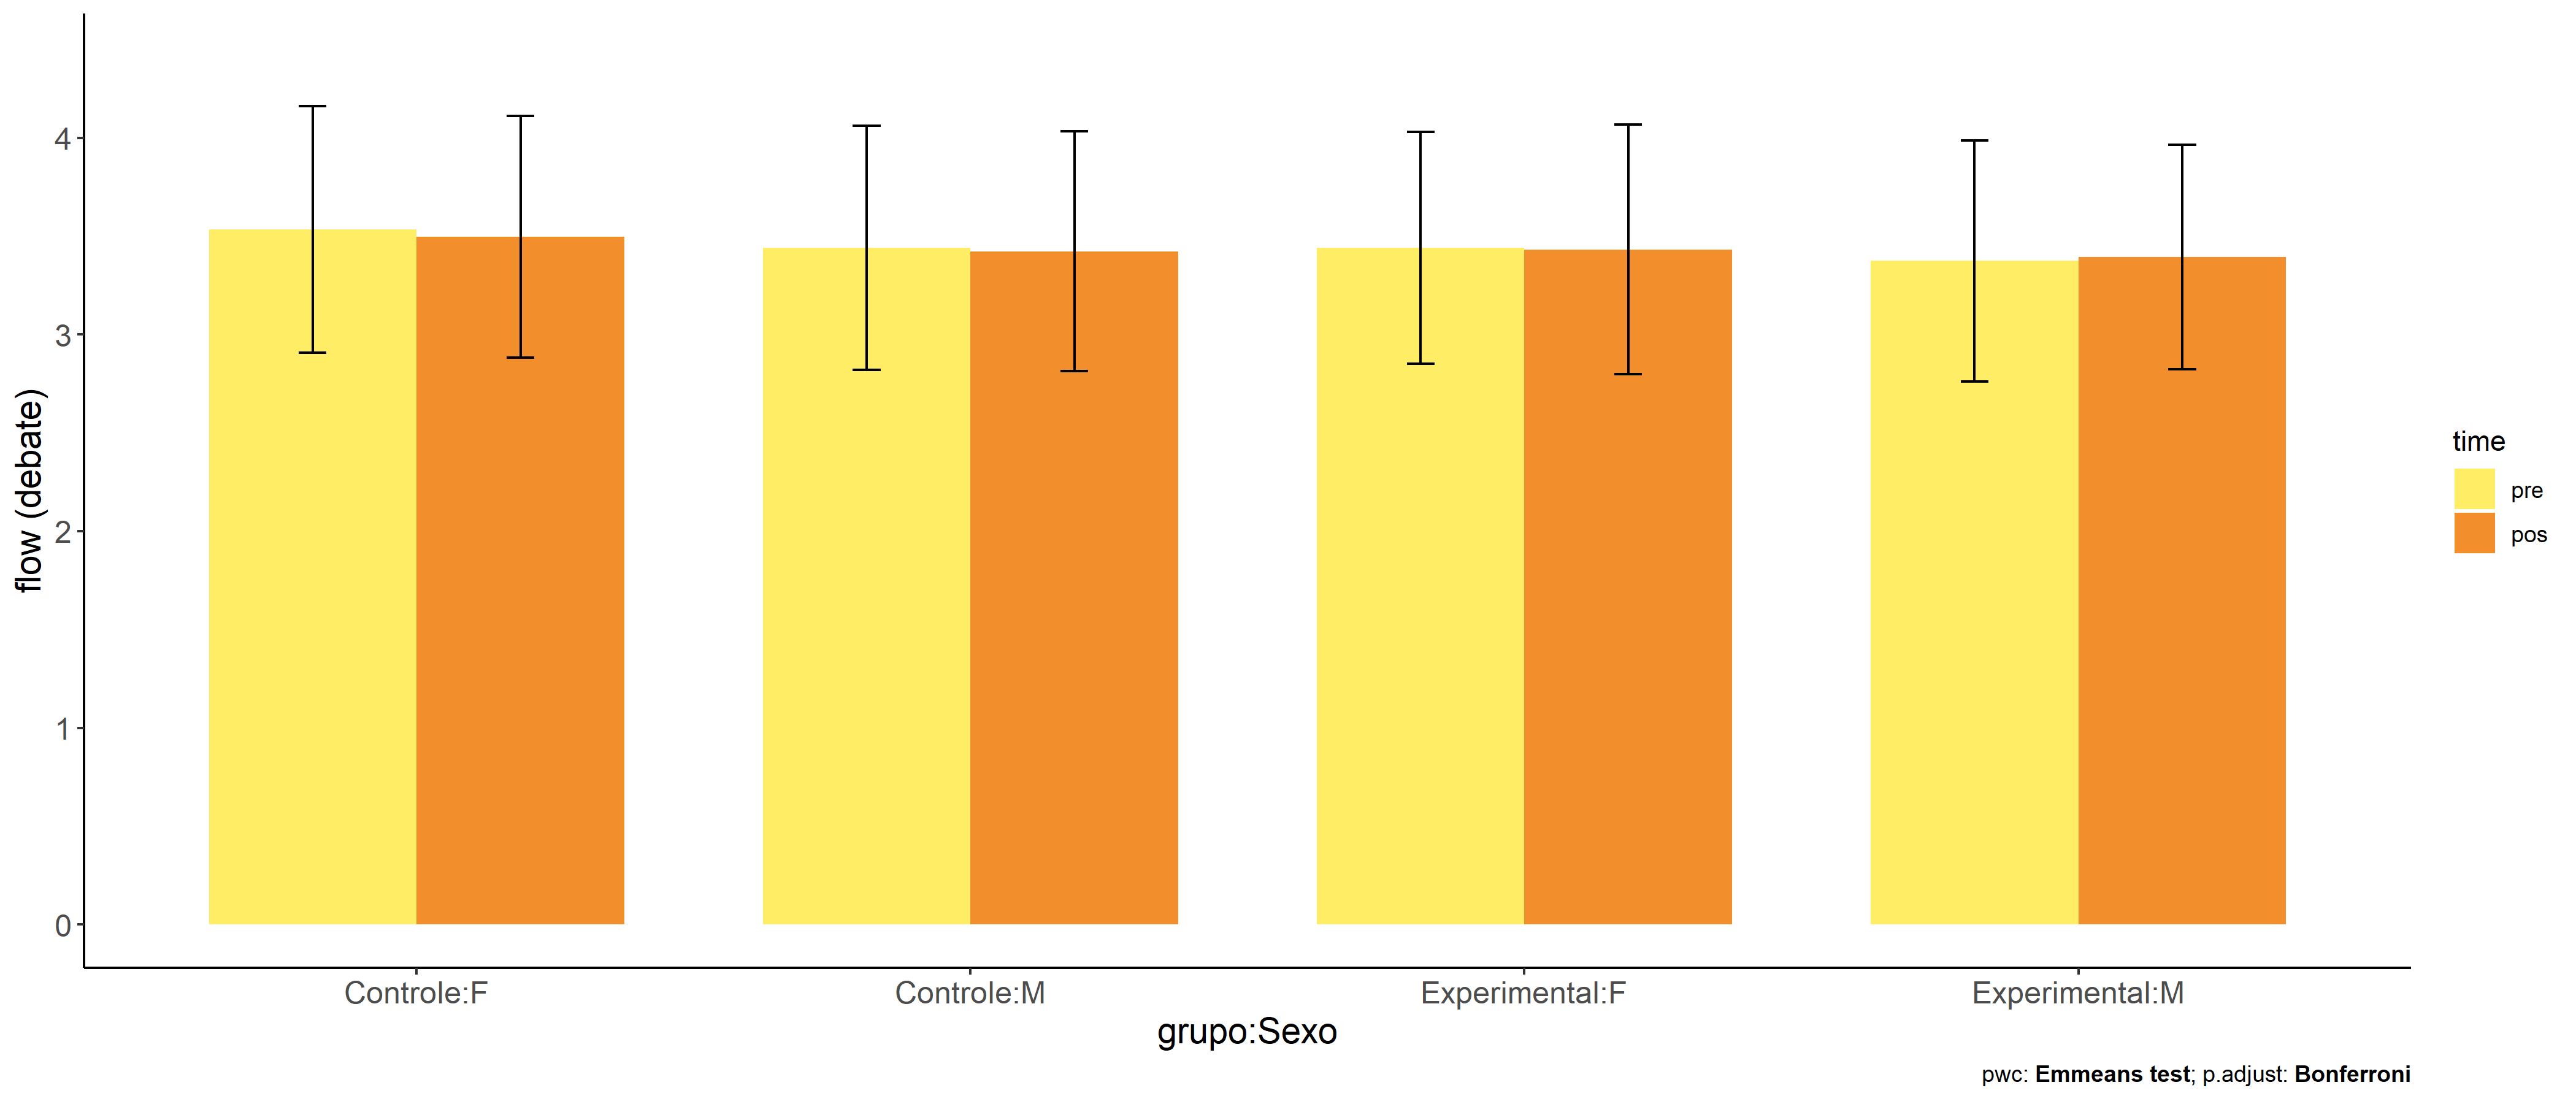 flow (debate)
4
3
2
1
0
Controle:F
Controle:M
Experimental:F
Experimental:M
grupo:Sexo
time
pre
pos
pwc: Emmeans test; p.adjust: Bonferroni